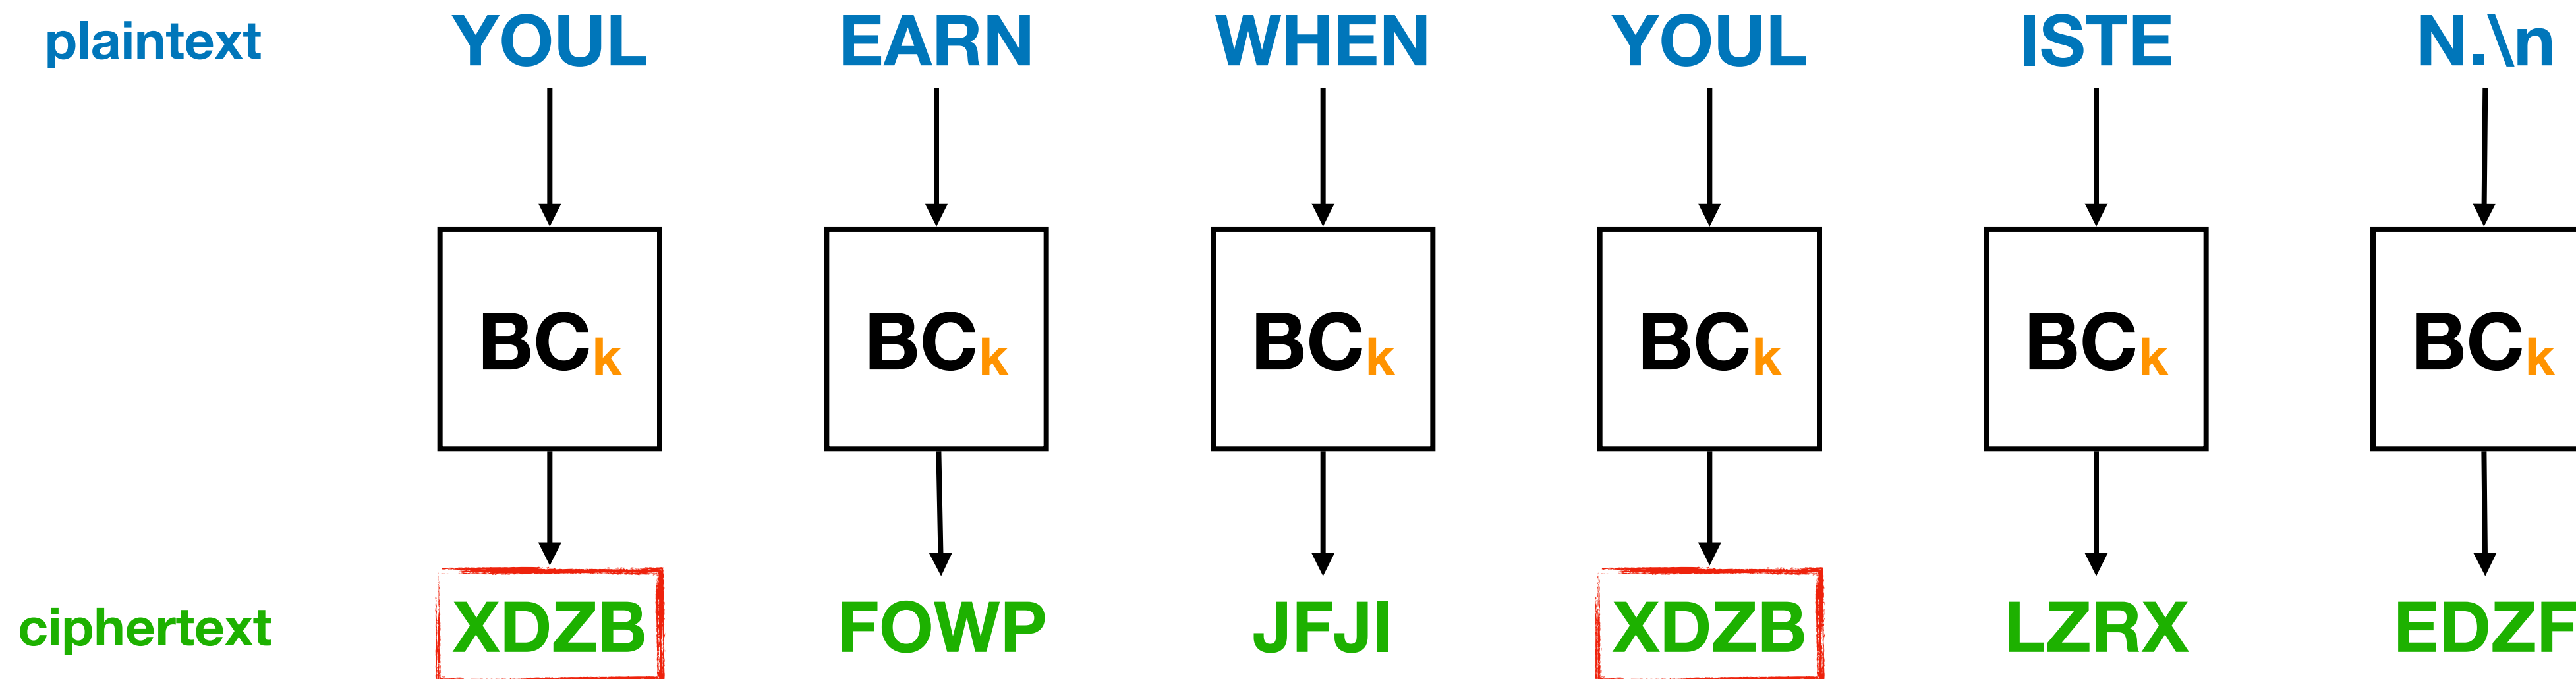 plaintext YOUL EARN WHEN YOUL ISTE N.\n
BCk BCk BCk BCk BCk BCk
ciphertext XDZB FOWP JFJI XDZB LZRX EDZF